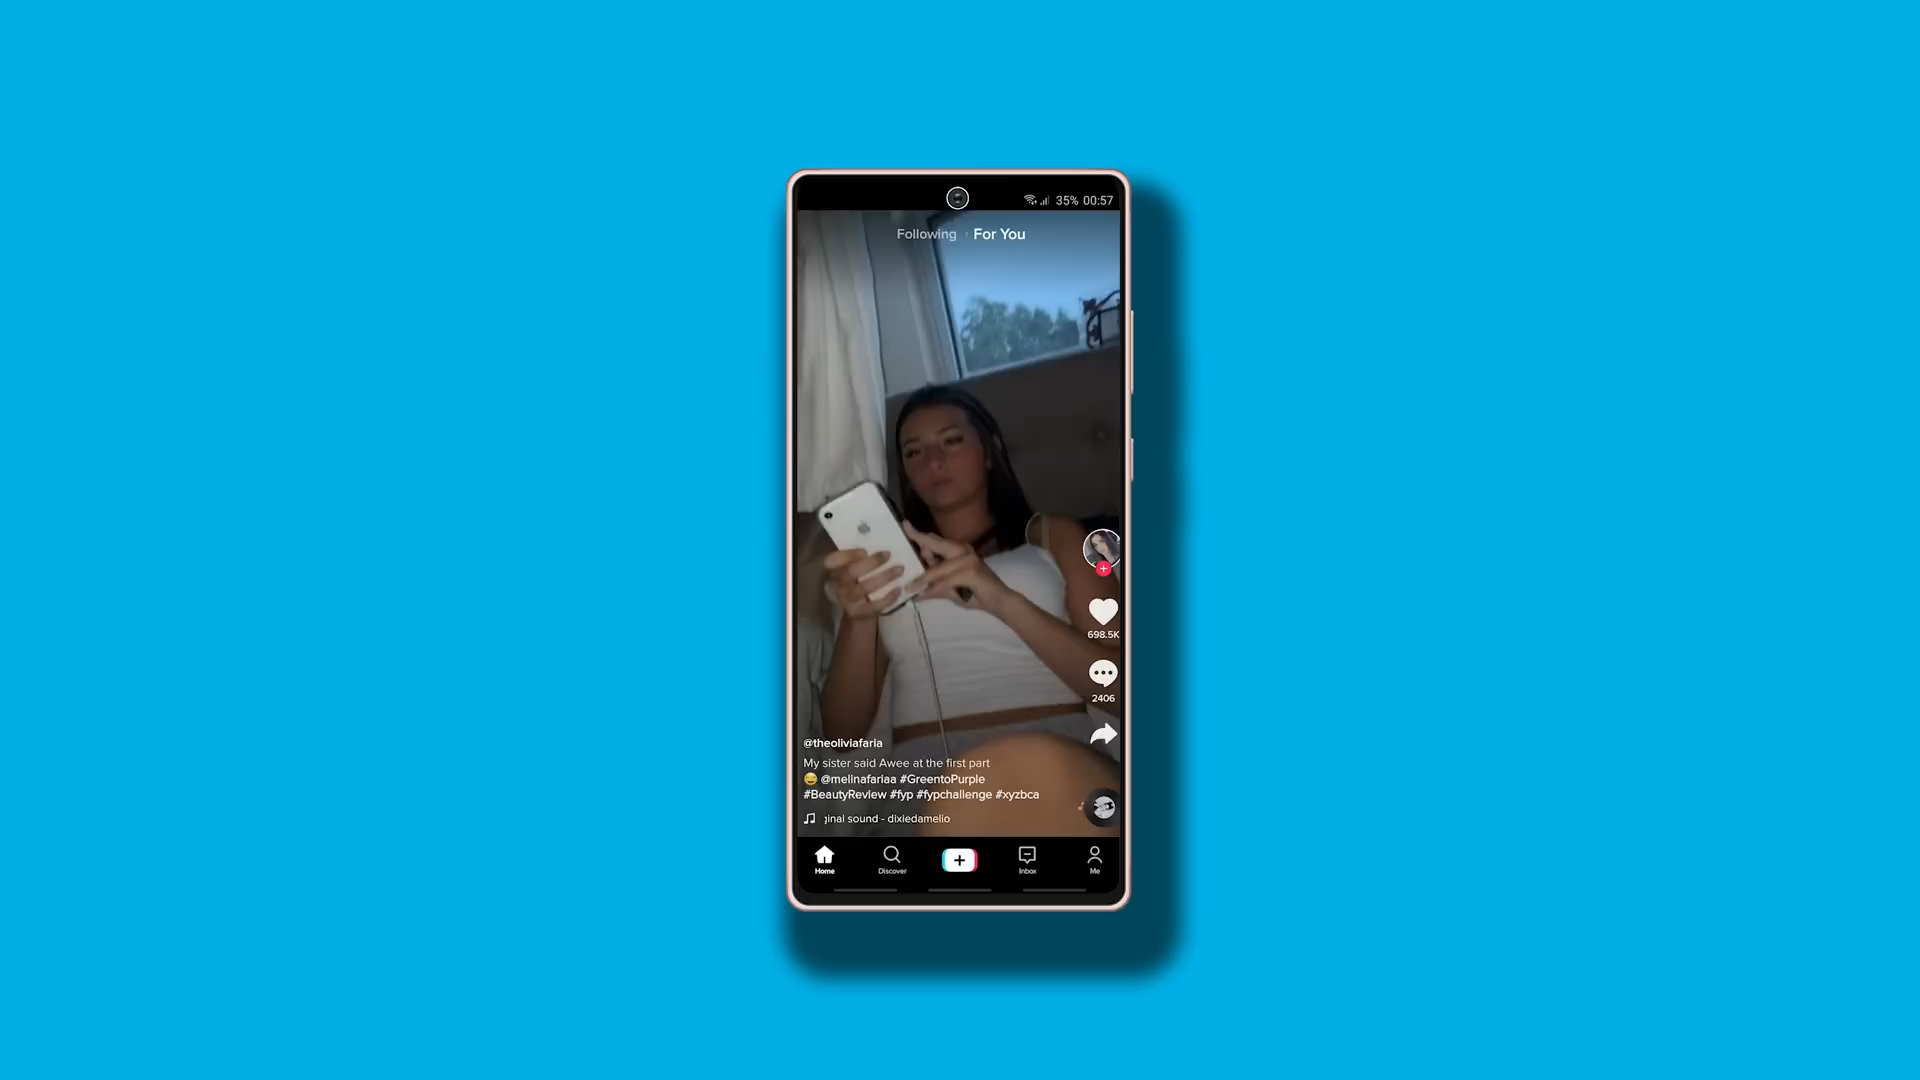 35% 00:57
Following For You
698.5K
2406
@theoliviafaria
My sister said Awee at the first part
😂 @melinafariaa #GreentoPurple
#BeautyReview #fyp #fypchallenge #xyzbca
ginal sound - dixiedamelio
Home Discover Inbox Me